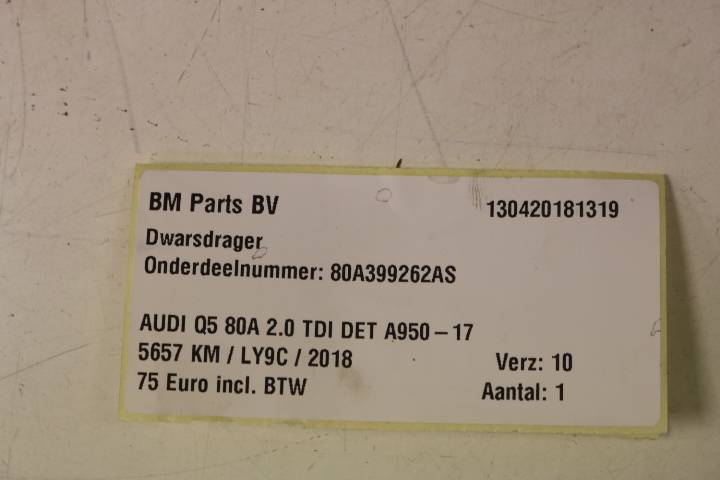 BM Parts BV 130420181319
Dwarsdrager
Onderdeelnummer: 80A399262AS
AUDI Q5 80A 2.0 TDI DET A950-17
5657 KM / LY9C / 2018 Verz: 10
75 Euro incl. BTW Aantal: 1